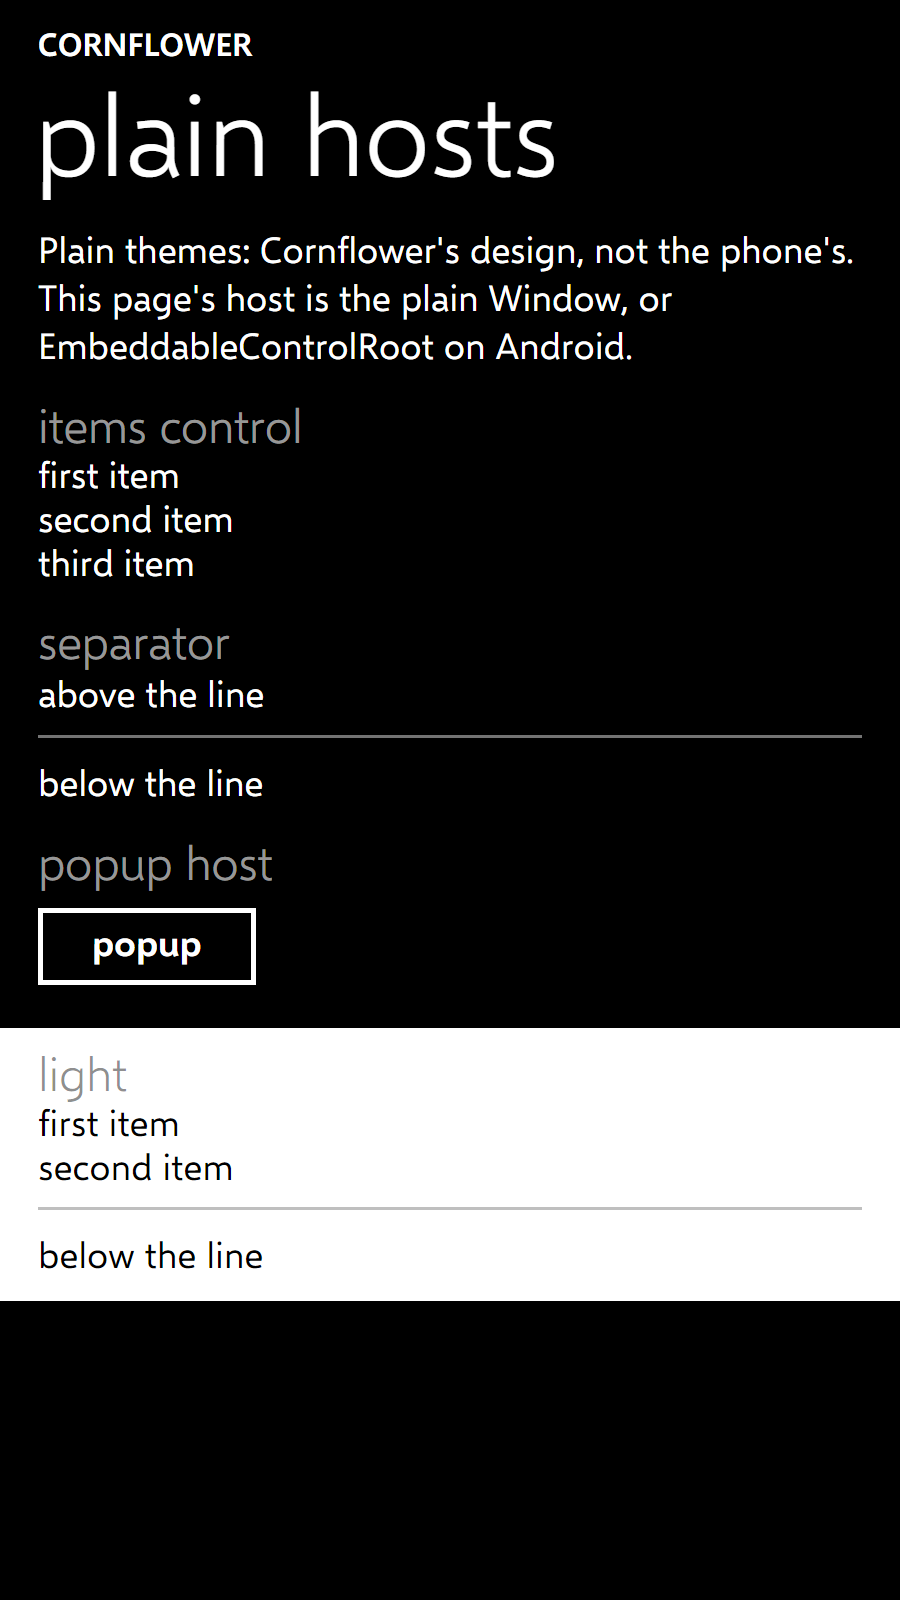 CORNFLOWER
plain hosts
Plain themes: Cornflower's design, not the phone's.
This page's host is the plain Window, or
EmbeddableControlRoot on Android.
items control
first item
second item
third item
separator
above the line
below the line
popup host
popup
light
first item
second item
below the line